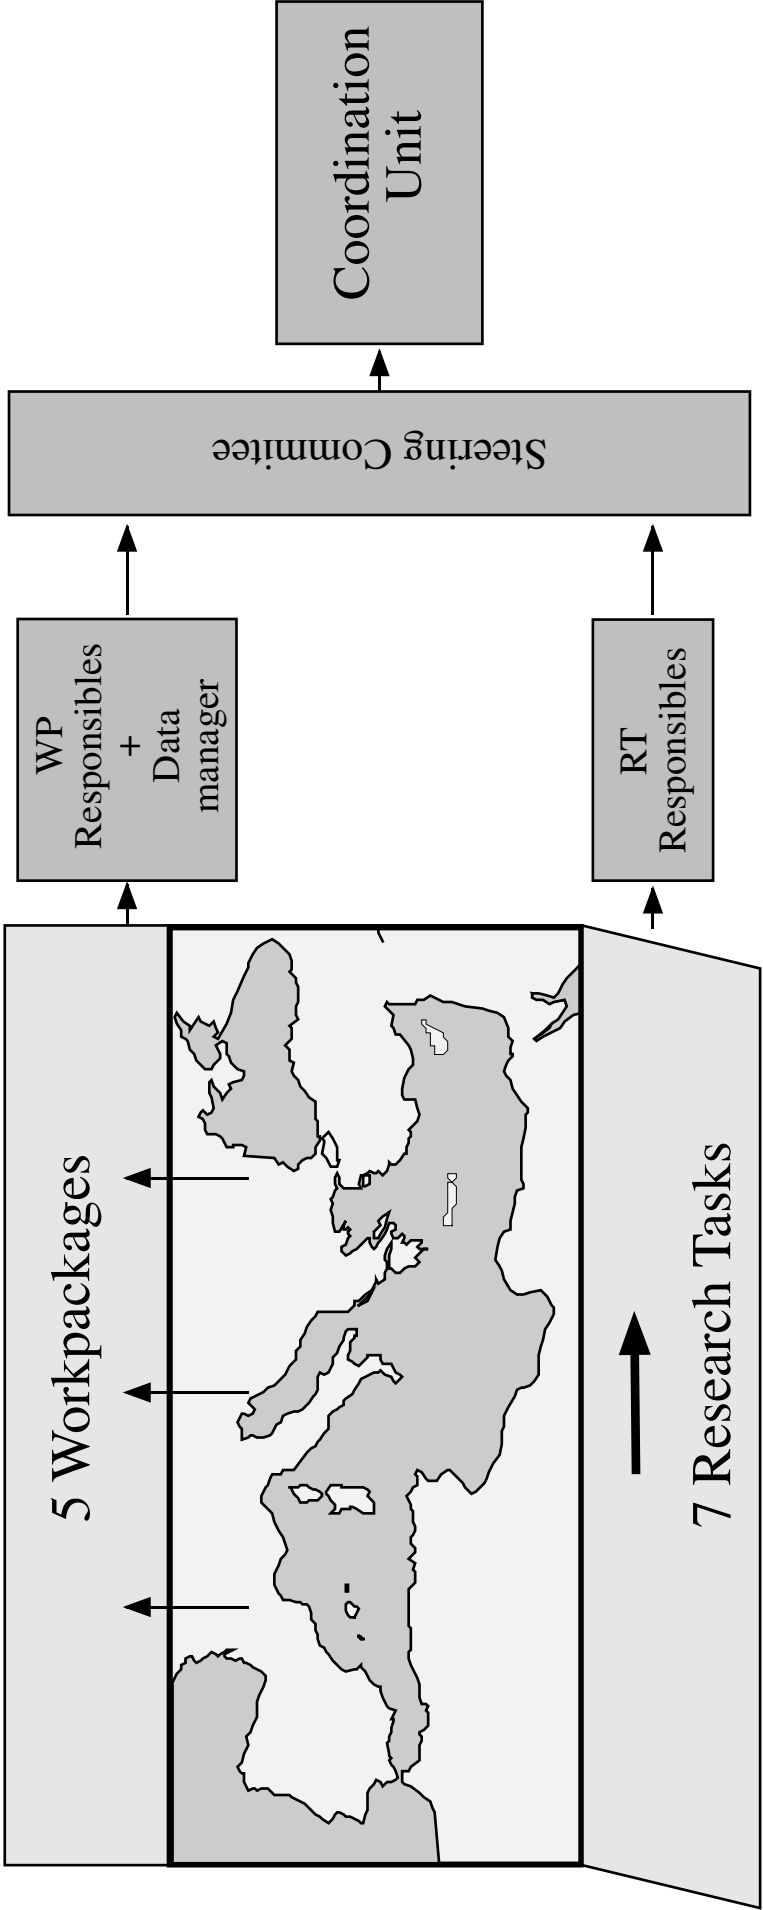 Coordination
Unit
Steering Commitee
WP
Responsibles
+
Data
manager
RT
Responsibles
5 Workpackages
7 Research Tasks